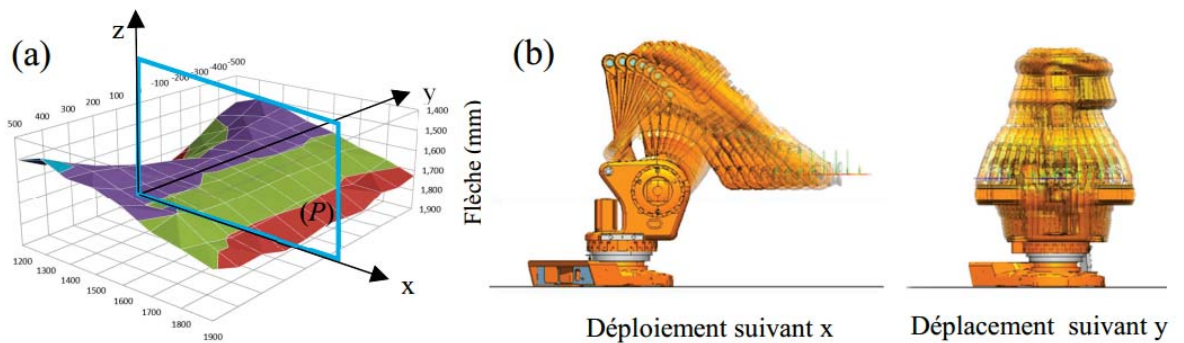 (a)
z
y
x
(P)
-500
-400
-300
-200
-100
100
200
300
400
500
1200
1300
1400
1500
1600
1700
1800
1900
1,400
1,500
1,600
1,700
1,800
1,900
Flèche (mm)
(b)
Déploiement suivant x
Déplacement suivant y